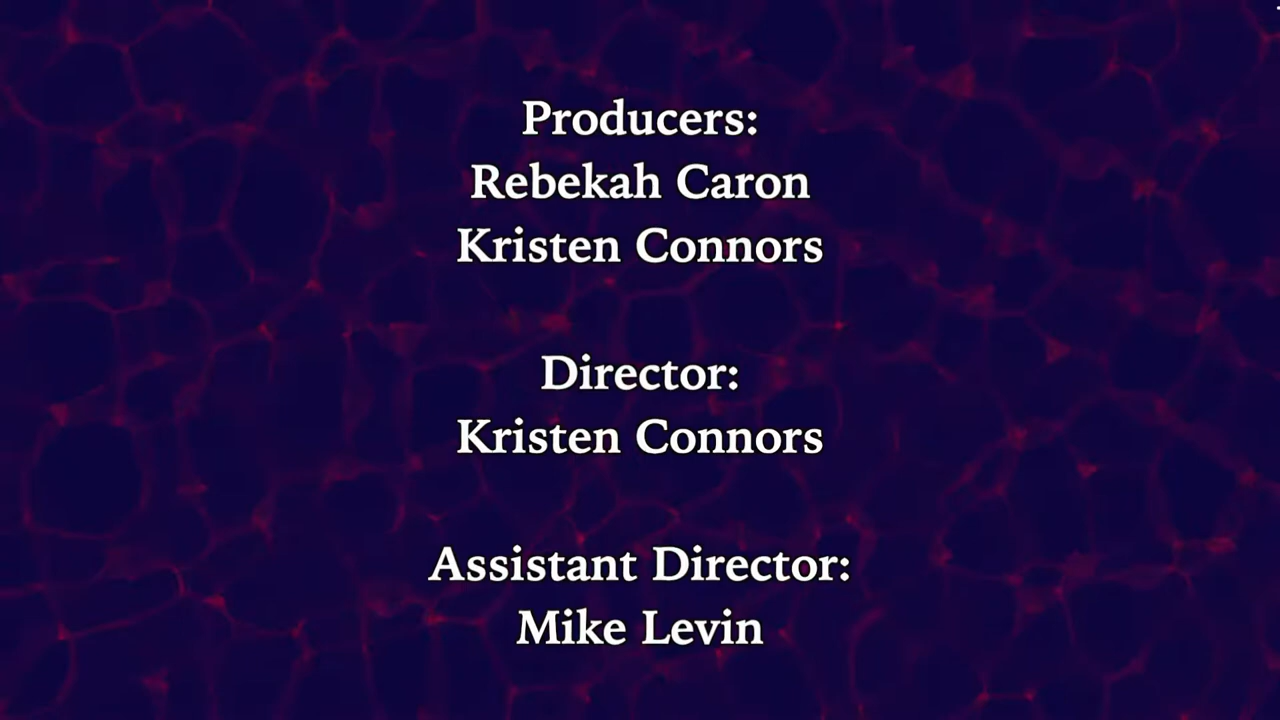 Producers:
Rebekah Caron
Kristen Connors
Director:
Kristen Connors
Assistant Director:
Mike Levin